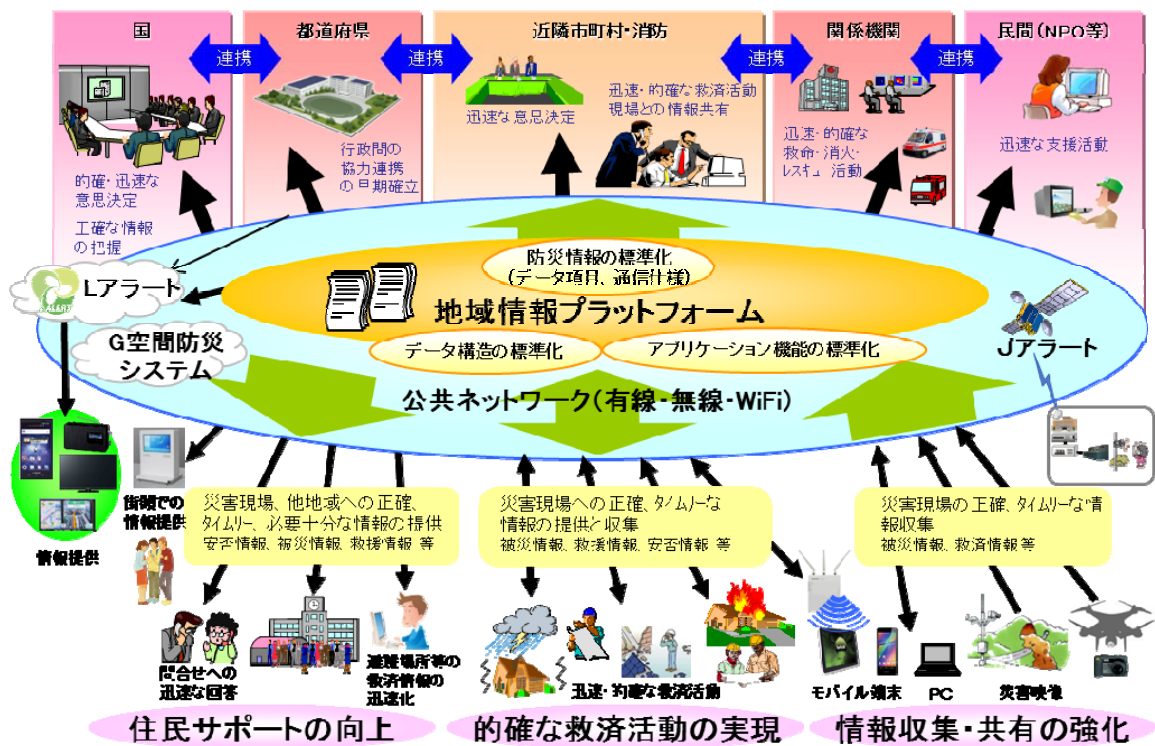 国
都道府県
近隣市町村・消防
関係機関
民間(NPO等)
連携
連携
連携
連携
迅速な意思決定
迅速・的確な救済活動
現場との情報共有
行政間の
協力連携
の早期確立
迅速・的確な
救命・消火・
レスキュー活動
迅速な支援活動
的確・迅速な
意思決定
工確な情報
の把握
Lアラート
防災情報の標準化
(データ項目、通信仕様)
地域情報プラットフォーム
データ構造の標準化
アプリケーション機能の標準化
Jアラート
G空間防災
システム
公共ネットワーク(有線・無線・WiFi)
街頭での
情報提供
情報提供
災害現場、他地域への正確、
タイムリー、必要十分な情報の提供
安否情報、被災情報、救援情報 等
災害現場への正確、タイムリーな
情報の提供と収集
被災情報、救援情報、安否情報 等
災害現場の正確、タイムリな情
報収集
被災情報、救済情報等
問合せへの
迅速な回答
避難場所等の
救済情報の
迅速化
迅速・的確な救済活動
モバイル端末
PC
災害映像
住民サポートの向上
的確な救済活動の実現
情報収集・共有の強化